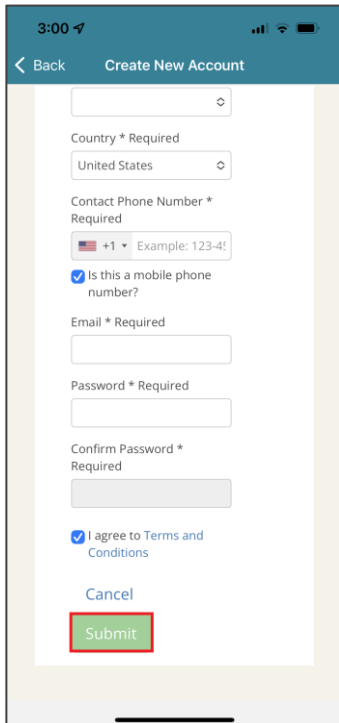 3:00
Back Create New Account
Country * Required
United States
Contact Phone Number *
Required
+1 Example: 123-45
Is this a mobile phone
number?
Email * Required
Password * Required
Confirm Password *
Required
I agree to Terms and
Conditions
Cancel
Submit